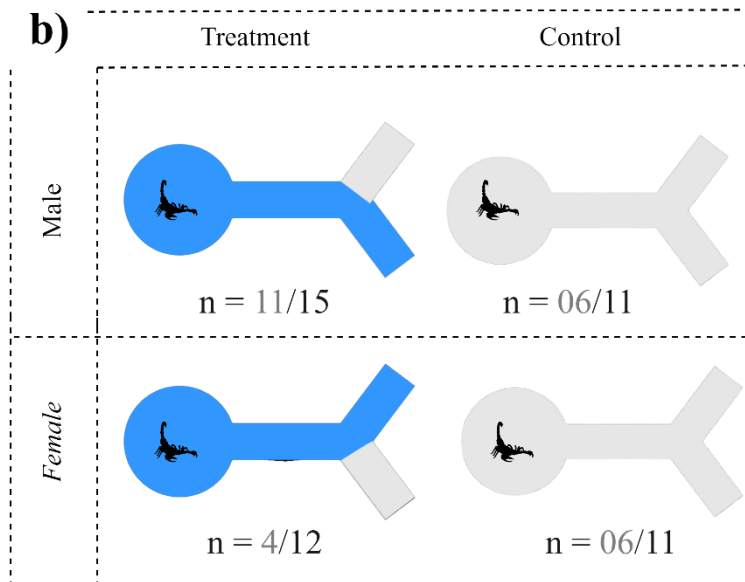 b)
Treatment
Control
Male
n = 11/15
n = 06/11
Female
n = 4/12
n = 06/11